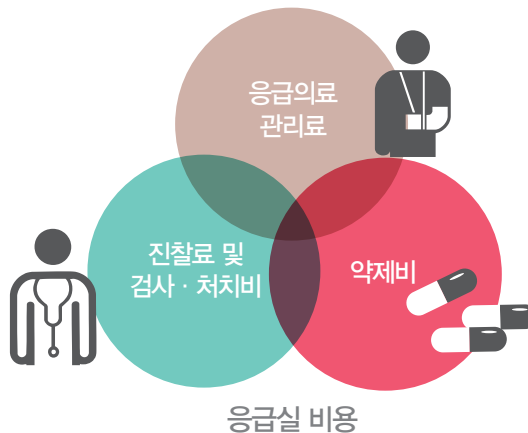 응급의료
관리료
진찰료 및
검사 · 처치비
약제비
응급실 비용